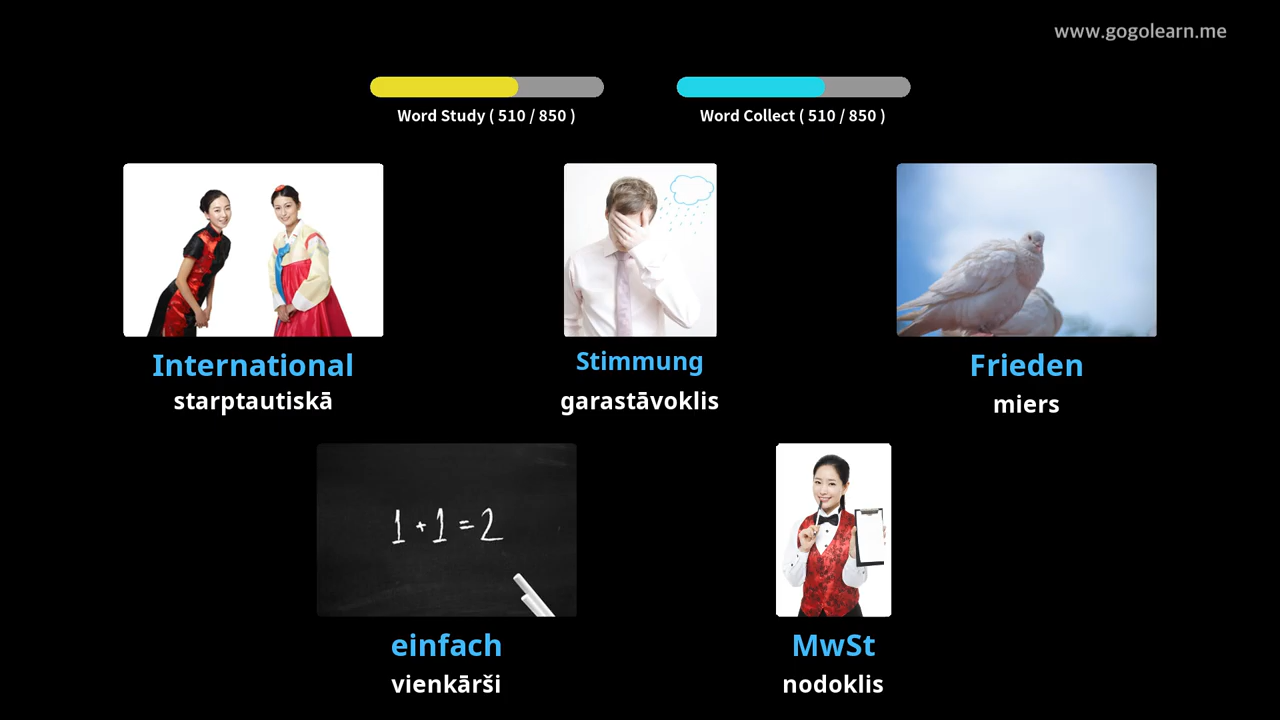 www.gogolearn.me
Word Study ( 510 / 850 )
Word Collect ( 510 / 850 )
International
starptautiskā
Stimmung
garastāvoklis
Frieden
miers
1 + 1 = 2
einfach
vienkārši
MwSt
nodoklis